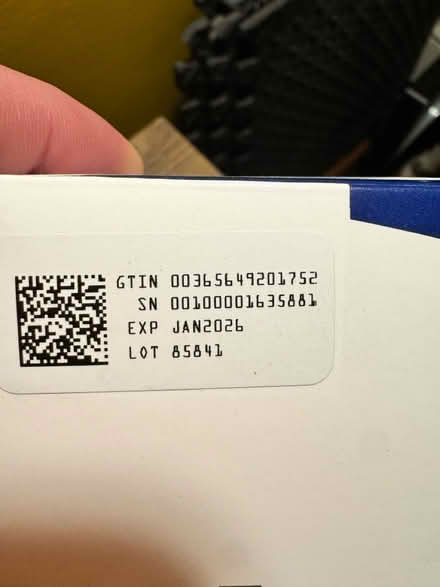 GTIN 00365649201752
SN 00100001635881
EXP JAN2026
LOT 85841